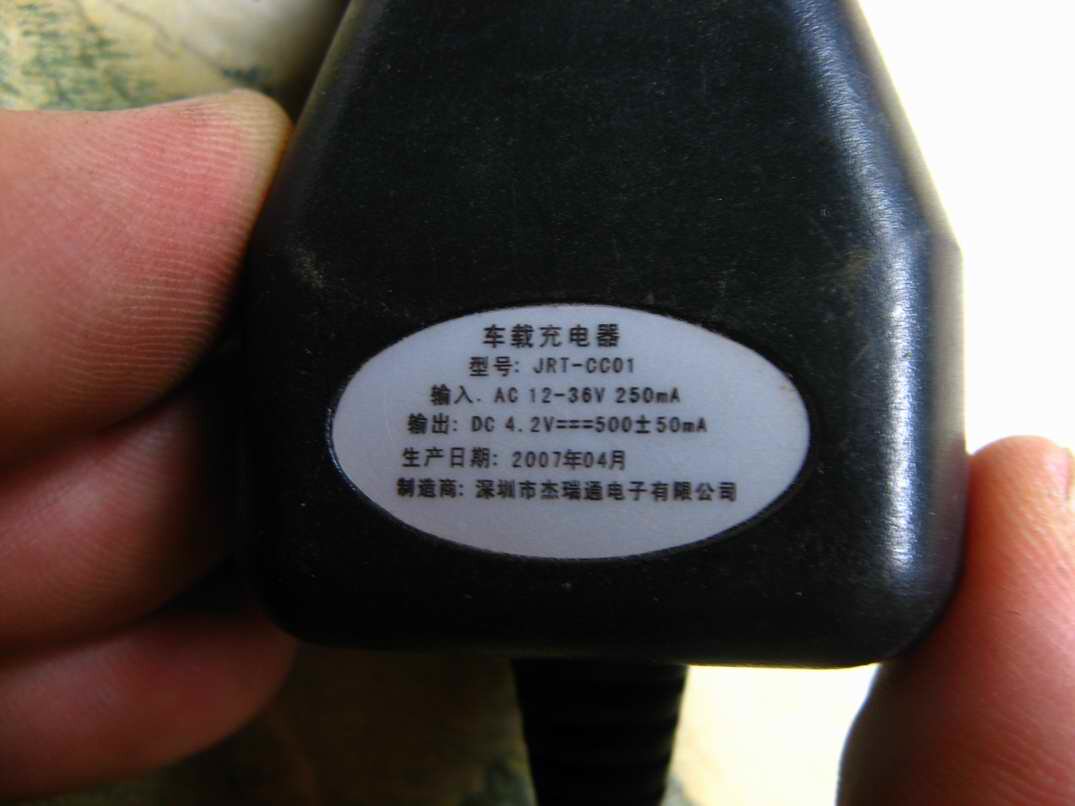 车载充电器
型号: JRT-CC01
输入. AC 12-36V 250mA
输出: DC 4.2V===500±50mA
生产日期: 2007年04月
制造商: 深圳市杰瑞通电子有限公司